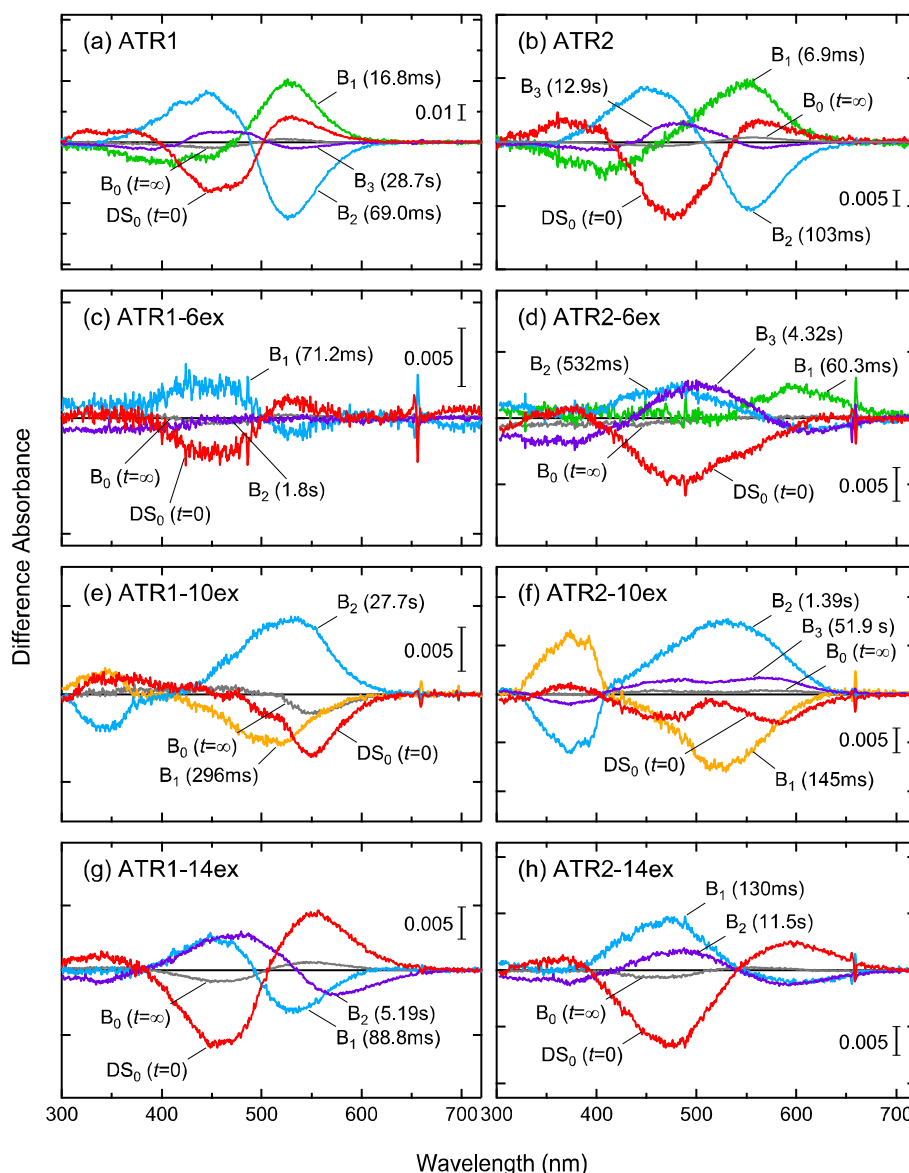 (a) ATR1
B₁ (16.8ms)
0.01
B₀ (t=∞)
B₃ (28.7s)
DS₀ (t=0)
B₂ (69.0ms)
(b) ATR2
B₁ (6.9ms)
B₃ (12.9s)
B₀ (t=∞)
0.005
DS₀ (t=0)
B₂ (103ms)
(c) ATR1-6ex
B₁ (71.2ms)
0.005
B₀ (t=∞)
B₂ (1.8s)
DS₀ (t=0)
(d) ATR2-6ex
B₃ (4.32s)
B₂ (532ms)
B₁ (60.3ms)
B₀ (t=∞)
DS₀ (t=0)
0.005
(e) ATR1-10ex
B₂ (27.7s)
0.005
B₀ (t=∞)
DS₀ (t=0)
B₁ (296ms)
(f) ATR2-10ex
B₂ (1.39s)
B₃ (51.9 s)
B₀ (t=∞)
DS₀ (t=0)
0.005
B₁ (145ms)
(g) ATR1-14ex
0.005
B₀ (t=∞)
B₂ (5.19s)
B₁ (88.8ms)
DS₀ (t=0)
(h) ATR2-14ex
B₁ (130ms)
B₂ (11.5s)
B₀ (t=∞)
DS₀ (t=0)
0.005
300 400 500 600 700
300 400 500 600 700
Difference Absorbance
Wavelength (nm)